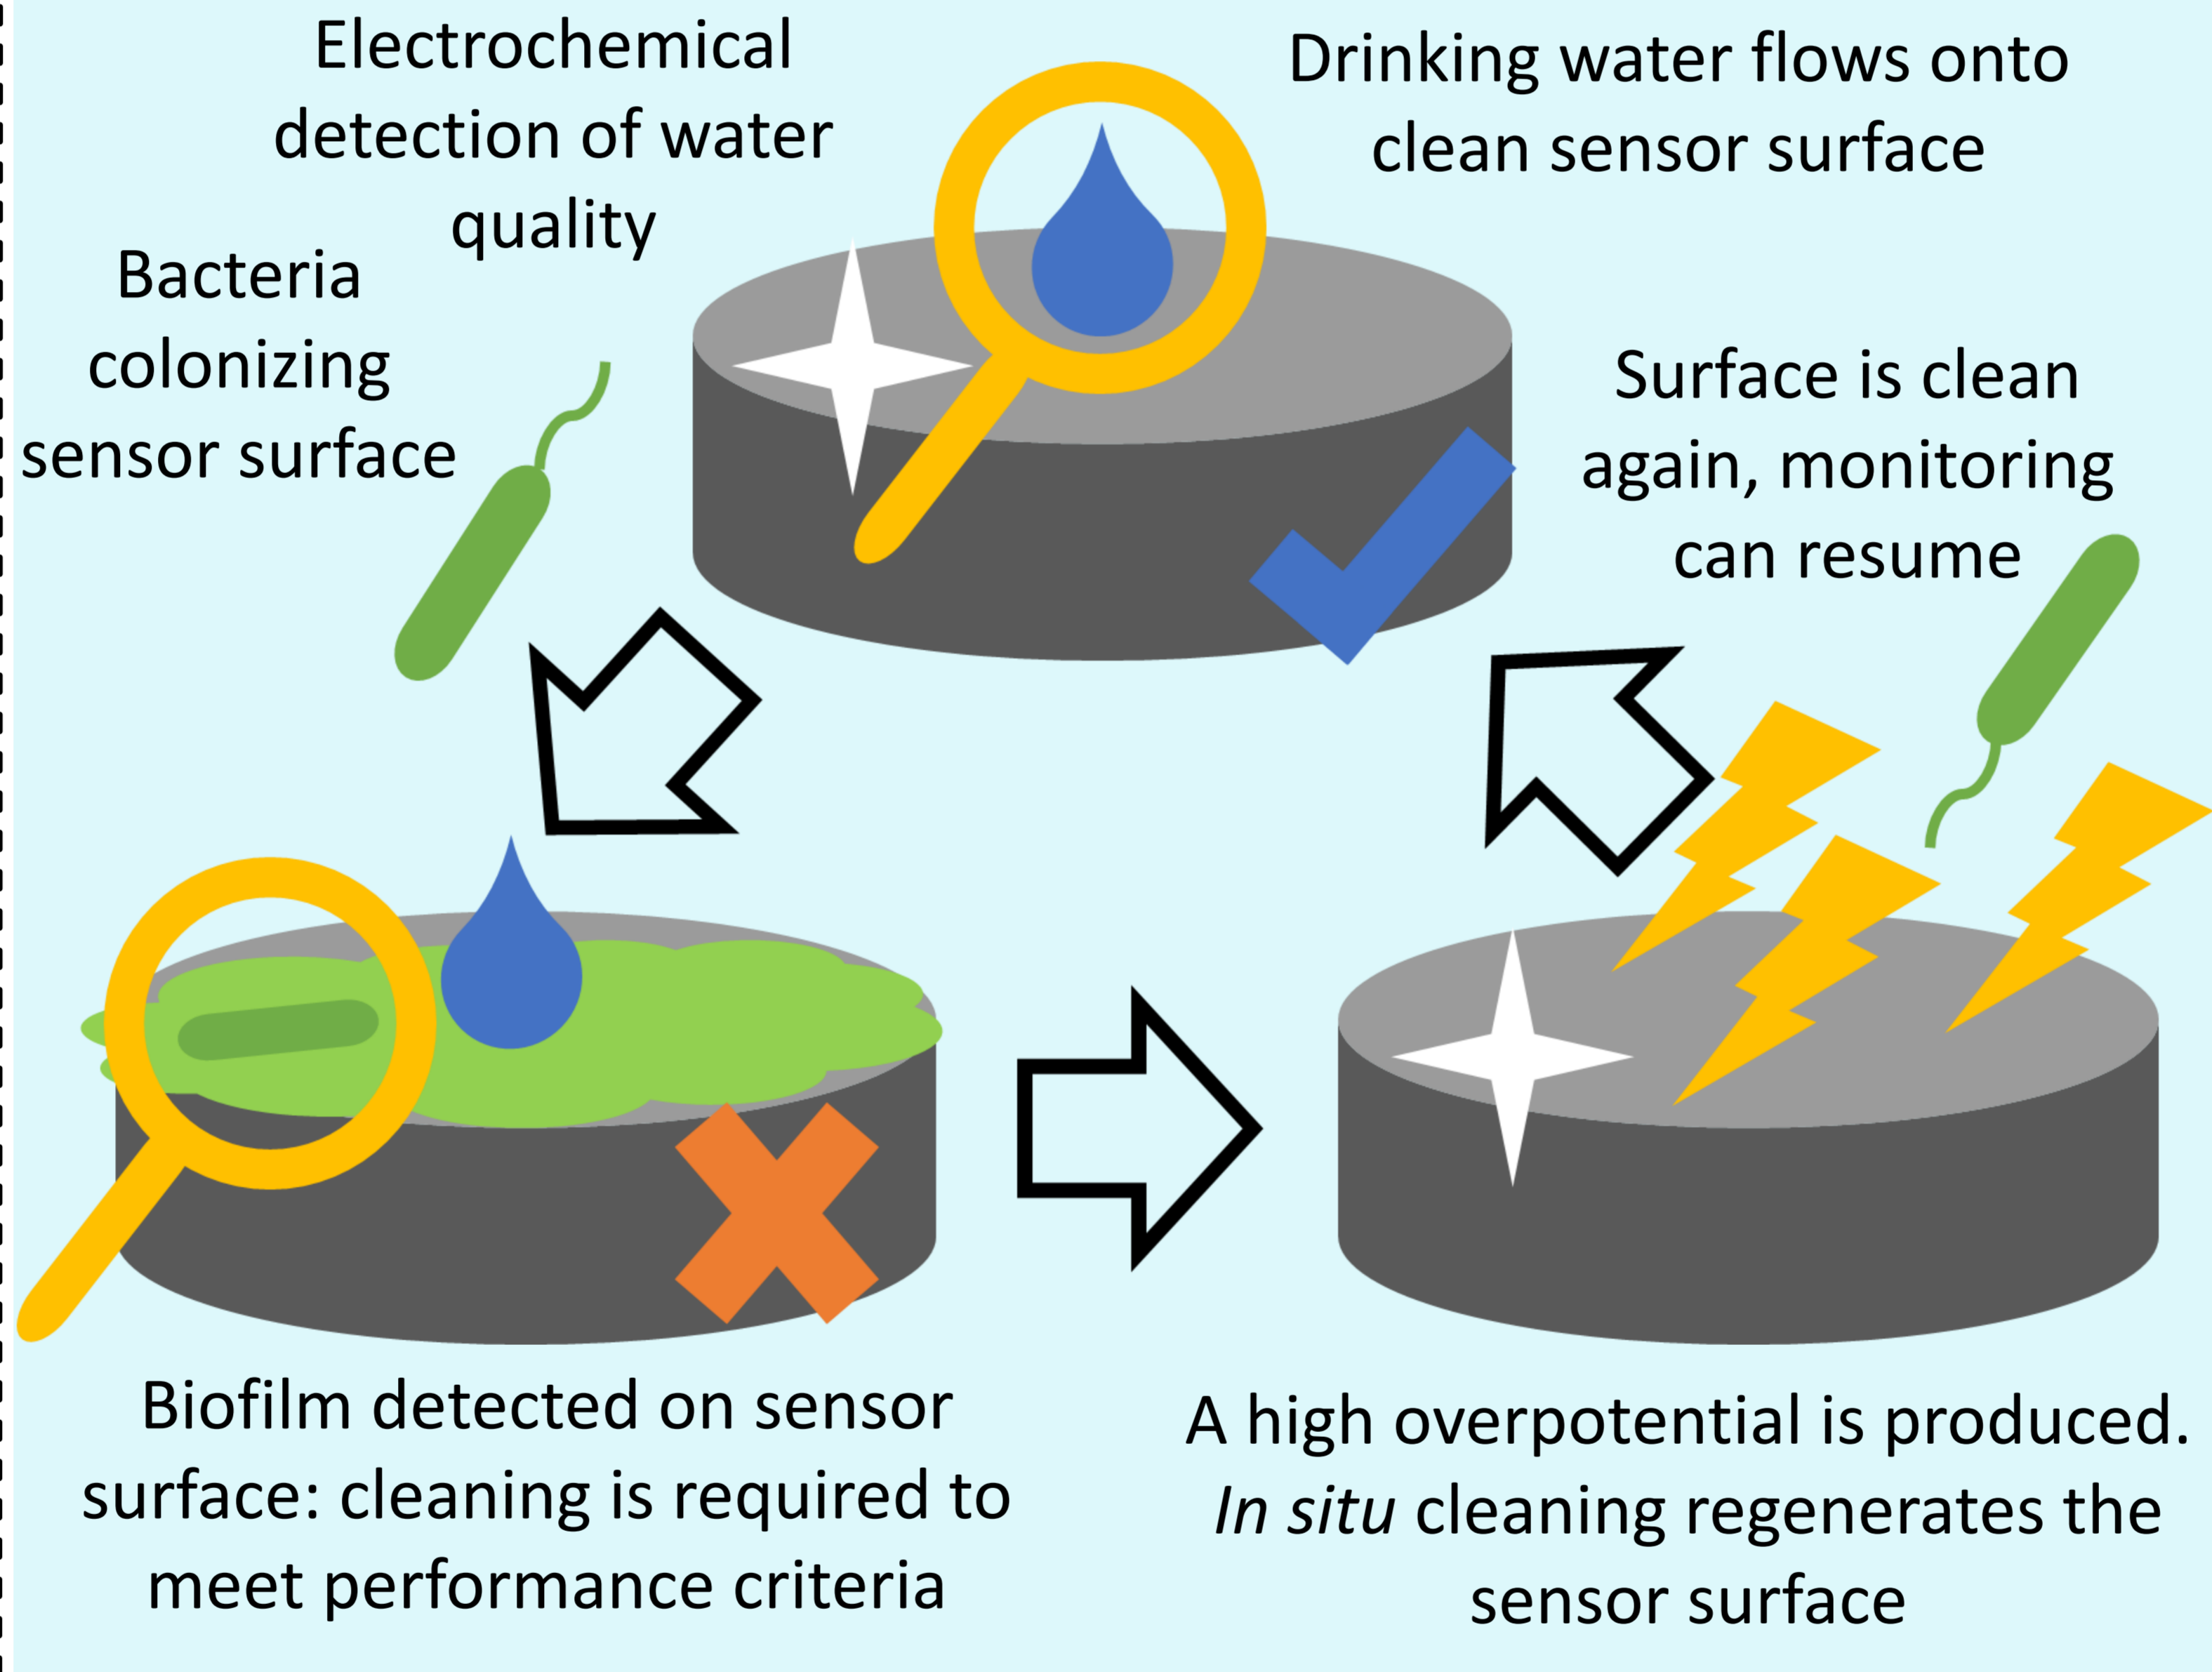 Electrochemical
detection of water
quality
Drinking water flows onto
clean sensor surface
Bacteria
colonizing
sensor surface
Surface is clean
again, monitoring
can resume
Biofilm detected on sensor
surface: cleaning is required to
meet performance criteria
A high overpotential is produced.
In situ cleaning regenerates the
sensor surface